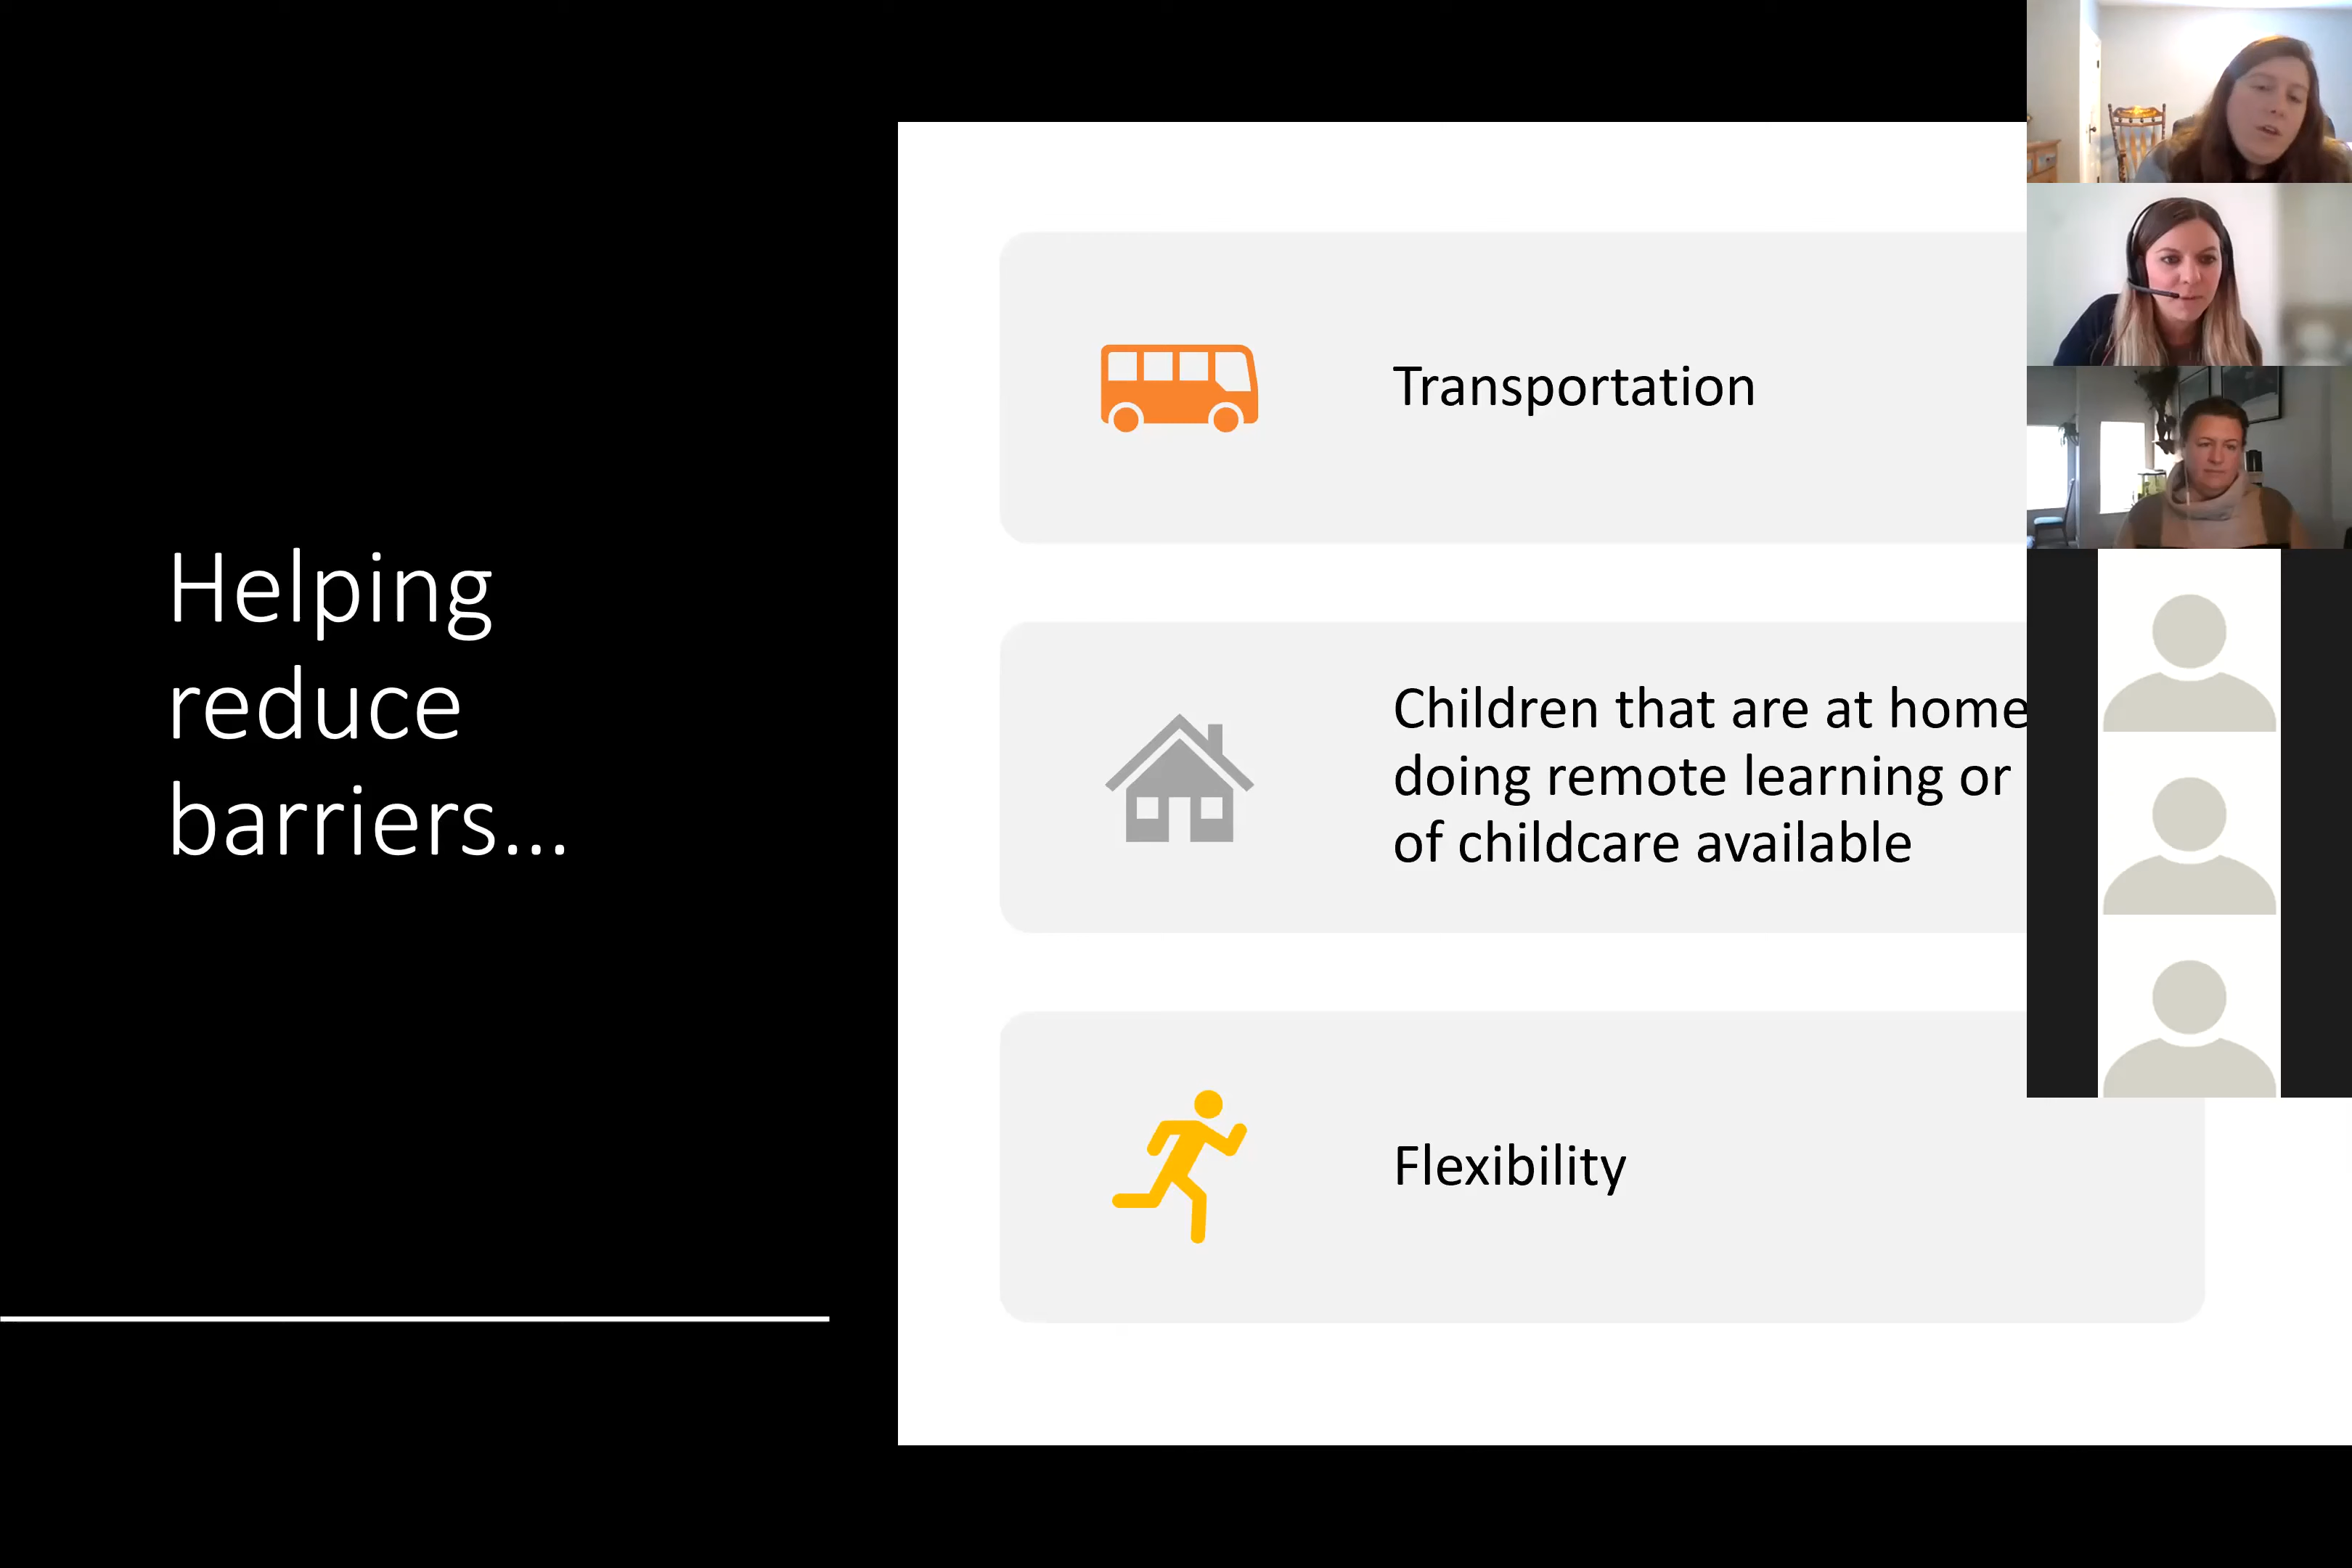 Helping
reduce
barriers...
Transportation
Children that are at home
doing remote learning or
of childcare available
Flexibility